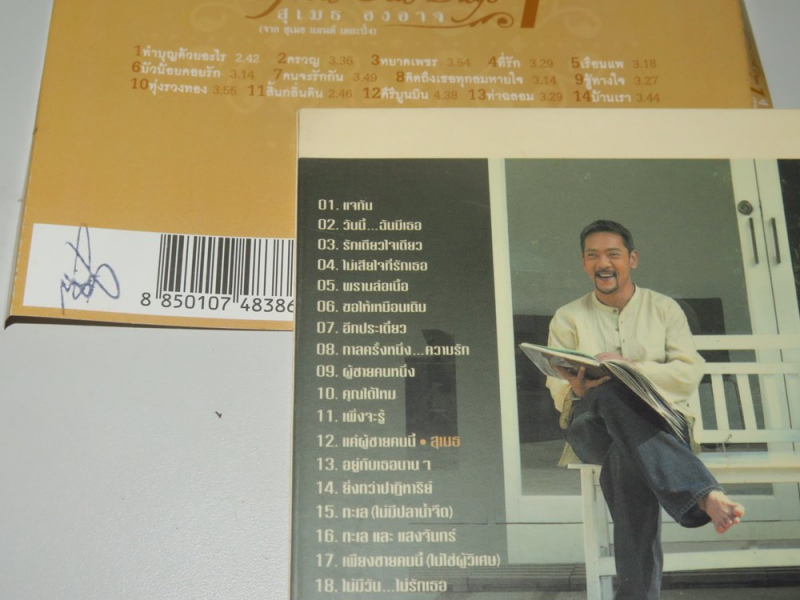 สุเมธ องอาจ
(จาก สุเมธ แอนด์ เดอะปั๋ง)
1ทำบุญด้วยอะไร 2.42 2ครวญ 3.36 3หยาดเพชร 3.54 4ที่รัก 3.29 5เรือนแพ 3.18
6บัวน้อยคอยรัก 3.14 7คนจะรักกัน 3.49 8คิดถึงเธอทุกลมหายใจ 3.14 9สู้ทางใจ 3.27
10ทุ่งรวงทอง 3.55 11สิ้นกลิ่นดิน 2.46 12คีรีบูนบิน 4.38 13ท่าฉลอม 3.29 14บ้านเรา 3.44
8 850107 48386
01. แจกัน
02. วันนี้...ฉันมีเธอ
03. รักเดียวใจเดียว
04. ไม่เสียใจที่รักเธอ
05. พรานล่อเนื้อ
06. ขอให้เหมือนเดิม
07. อีกประเดี๋ยว
08. กาลครั้งหนึ่ง...ความรัก
09. ผู้ชายคนหนึ่ง
10. คุณได้ไหม
11. เพิ่งจะรู้
12. แค่ผู้ชายคนนี้ • สุเมธ
13. อยู่กับเธอนาน ๆ
14. ยิ่งกว่าปาฏิหาริย์
15. ทะเล (ไม่มีปลาน้ำจืด)
16. ทะเล และ แสงจันทร์
17. เพียงชายคนนี้ (ไม่ใช่ผู้วิเศษ)
18. ไม่มีวัน...ไม่รักเธอ